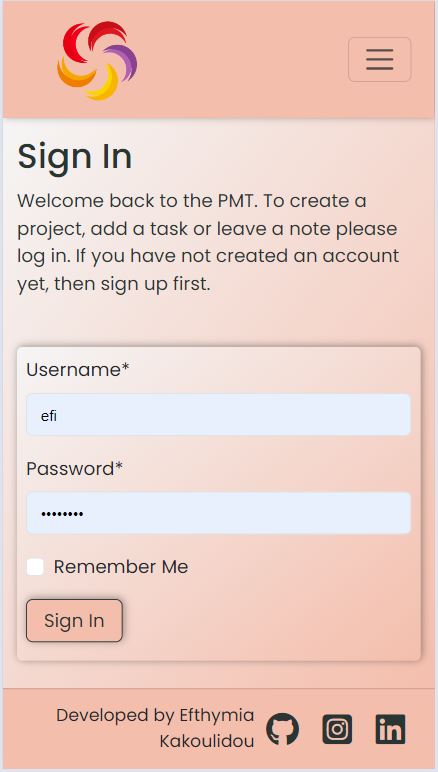 Sign In
Welcome back to the PMT. To create a
project, add a task or leave a note please
log in. If you have not created an account
yet, then sign up first.
Username*
efi
Password*
••••••••
Remember Me
Sign In
Developed by Efthymia
Kakoulidou
in